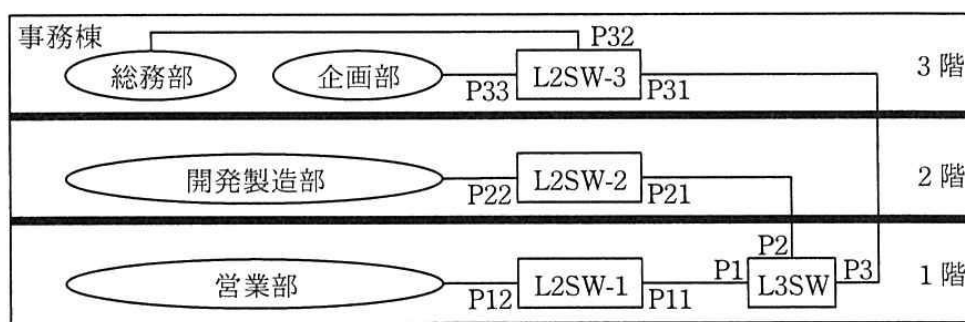 事務棟
総務部 企画部 P33 L2SW-3 P32 P31 3階
開発製造部 P22 L2SW-2 P21 2階
営業部 P12 L2SW-1 P11 P1 P2 L3SW P3 1階